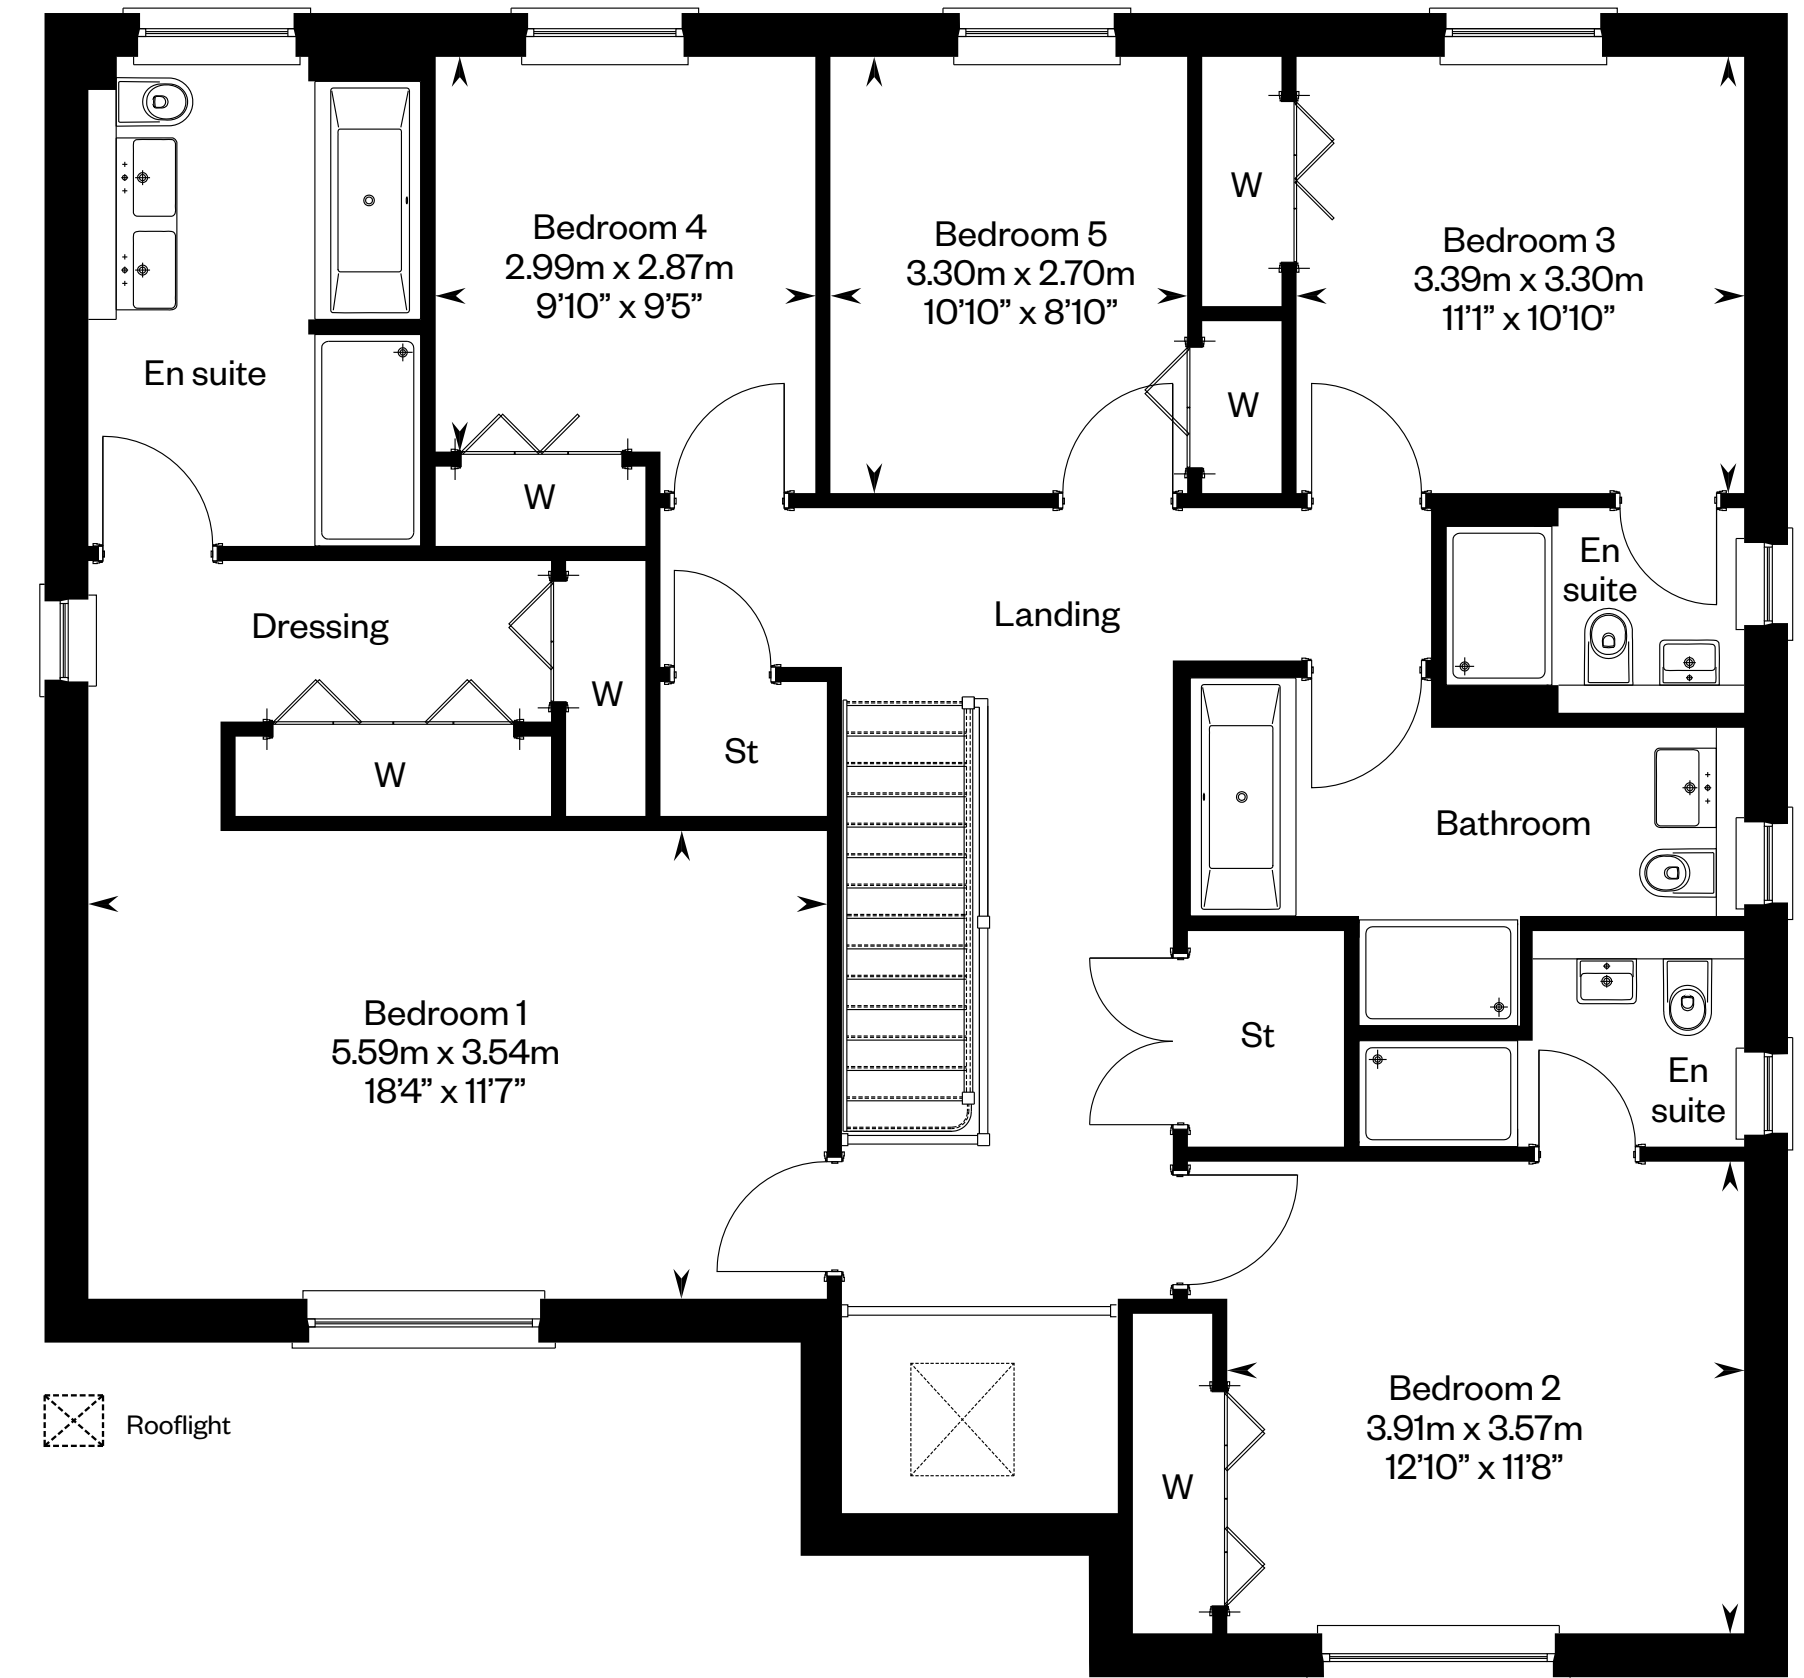 W
Bedroom 4
2.99m x 2.87m
9’10” x 9’5”
Bedroom 5
3.30m x 2.70m
10’10” x 8’10”
Bedroom 3
3.39m x 3.30m
11’1” x 10’10”
En suite
W
W
En
suite
Dressing
Landing
W
W
St
Bathroom
Bedroom 1
5.59m x 3.54m
18’4” x 11’7”
St
En
suite
Rooflight
Bedroom 2
3.91m x 3.57m
12’10” x 11’8”
W